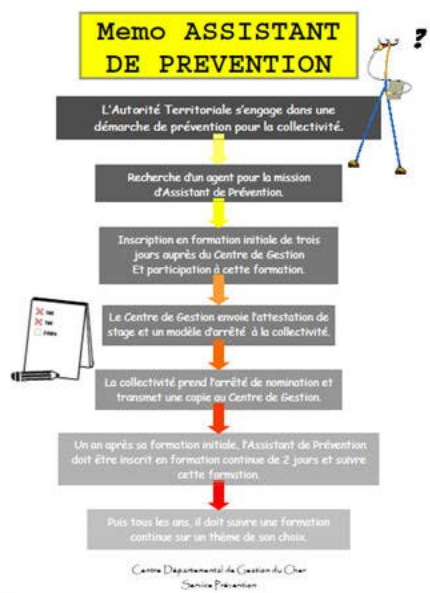 Memo ASSISTANT
DE PREVENTION
?
L'Autorité Territoriale s'engage dans une
démarche de prévention pour la collectivité.
Recherche d'un agent pour la mission
d'Assistant de Prévention.
Inscription en formation initiale de trois
jours auprès du Centre de Gestion
Et participation à cette formation.
Le Centre de Gestion envoie l'attestation de
stage et un modèle d'arrêté à la collectivité.
La collectivité prend l'arrêté de nomination et
transmet une copie au Centre de Gestion.
Un an après sa formation initiale, l'Assistant de Prévention
doit être inscrit en formation continue de 2 jours et suivre
cette formation.
Puis tous les ans, il doit suivre une formation
continue sur un thème de son choix.
Centre Départemental de Gestion du Cher
Service Prévention